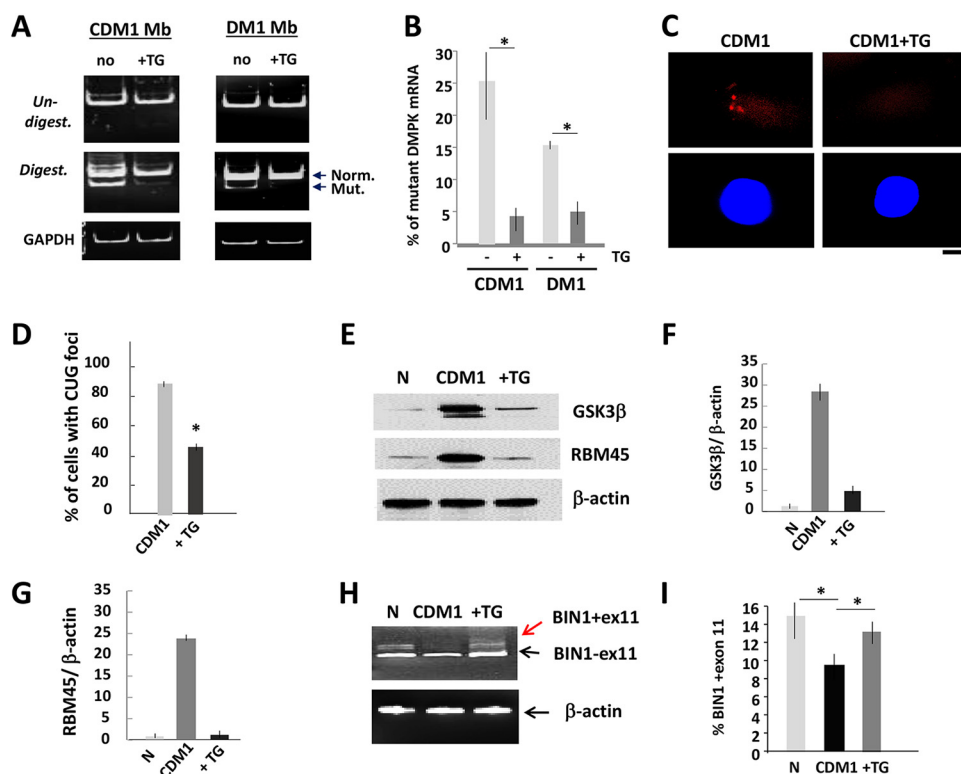 A
CDM1 Mb
DM1 Mb
no
+TG
no
+TG
Un-
digest.
Digest.
Norm.
Mut.
GAPDH
B
% of mutant DMPK mRNA
30
25
20
15
10
5
0
*
*
-
+
-
+
TG
CDM1
DM1
C
CDM1
CDM1+TG
D
% of cells with CUG foci
100
80
60
40
20
0
*
CDM1
+ TG
E
N
CDM1
+TG
GSK3β
RBM45
β-actin
F
GSK3β/ β-actin
35
30
25
20
15
10
5
0
N
CDM1
+ TG
G
RBM45/ β-actin
35
30
25
20
15
10
5
0
N
CDM1
+ TG
H
N
CDM1
+TG
BIN1+ex11
BIN1-ex11
β-actin
I
% BIN1 +exon 11
16
14
12
10
8
6
4
2
0
*
*
N
CDM1
+TG